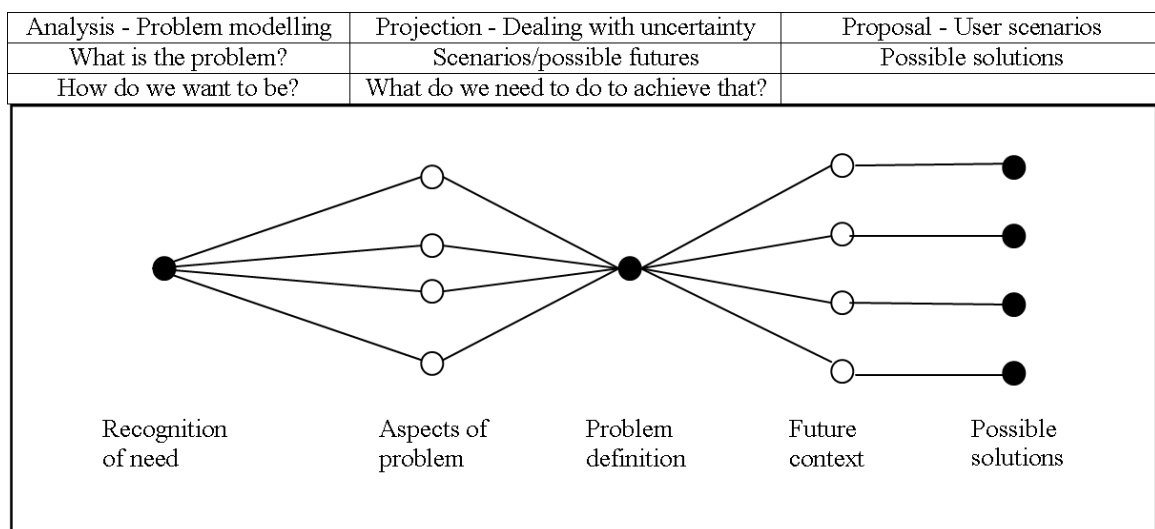 Analysis - Problem modelling
Projection - Dealing with uncertainty
Proposal - User scenarios
What is the problem?
Scenarios/possible futures
Possible solutions
How do we want to be?
What do we need to do to achieve that?
Recognition
of need
Aspects of
problem
Problem
definition
Future
context
Possible
solutions